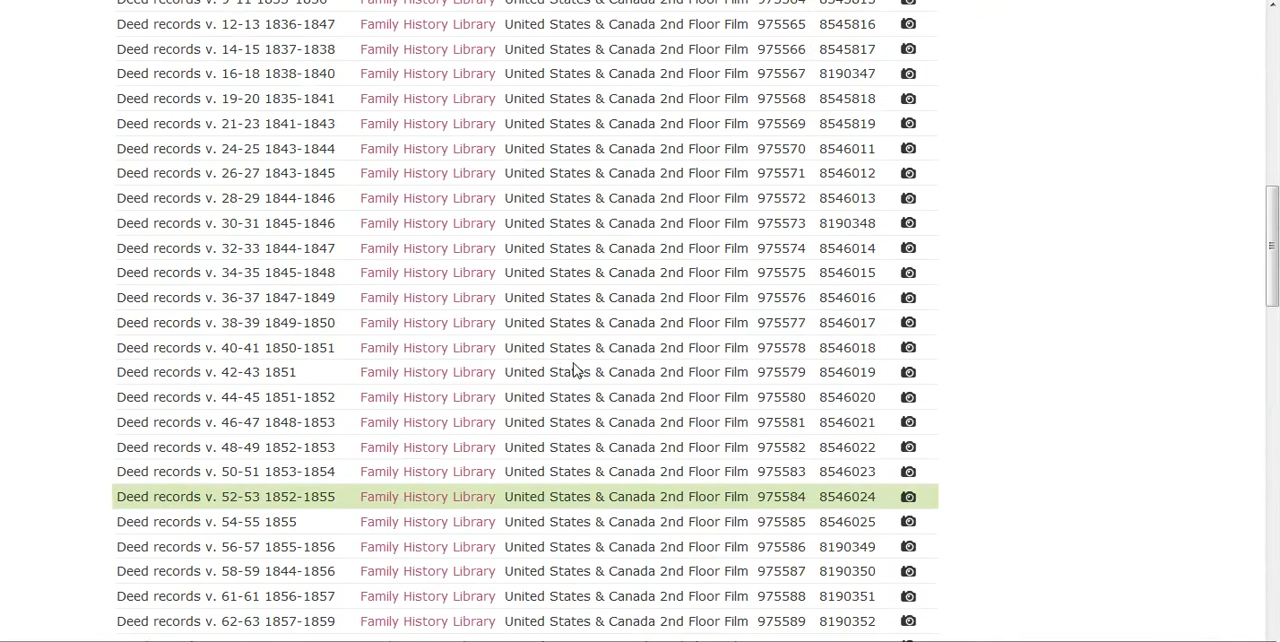 Deed records v. 9-11 1835-1836 Family History Library United States & Canada 2nd Floor Film 975564 8545815
Deed records v. 12-13 1836-1847 Family History Library United States & Canada 2nd Floor Film 975565 8545816
Deed records v. 14-15 1837-1838 Family History Library United States & Canada 2nd Floor Film 975566 8545817
Deed records v. 16-18 1838-1840 Family History Library United States & Canada 2nd Floor Film 975567 8190347
Deed records v. 19-20 1835-1841 Family History Library United States & Canada 2nd Floor Film 975568 8545818
Deed records v. 21-23 1841-1843 Family History Library United States & Canada 2nd Floor Film 975569 8545819
Deed records v. 24-25 1843-1844 Family History Library United States & Canada 2nd Floor Film 975570 8546011
Deed records v. 26-27 1843-1845 Family History Library United States & Canada 2nd Floor Film 975571 8546012
Deed records v. 28-29 1844-1846 Family History Library United States & Canada 2nd Floor Film 975572 8546013
Deed records v. 30-31 1845-1846 Family History Library United States & Canada 2nd Floor Film 975573 8190348
Deed records v. 32-33 1844-1847 Family History Library United States & Canada 2nd Floor Film 975574 8546014
Deed records v. 34-35 1845-1848 Family History Library United States & Canada 2nd Floor Film 975575 8546015
Deed records v. 36-37 1847-1849 Family History Library United States & Canada 2nd Floor Film 975576 8546016
Deed records v. 38-39 1849-1850 Family History Library United States & Canada 2nd Floor Film 975577 8546017
Deed records v. 40-41 1850-1851 Family History Library United States & Canada 2nd Floor Film 975578 8546018
Deed records v. 42-43 1851 Family History Library United States & Canada 2nd Floor Film 975579 8546019
Deed records v. 44-45 1851-1852 Family History Library United States & Canada 2nd Floor Film 975580 8546020
Deed records v. 46-47 1848-1853 Family History Library United States & Canada 2nd Floor Film 975581 8546021
Deed records v. 48-49 1852-1853 Family History Library United States & Canada 2nd Floor Film 975582 8546022
Deed records v. 50-51 1853-1854 Family History Library United States & Canada 2nd Floor Film 975583 8546023
Deed records v. 52-53 1852-1855 Family History Library United States & Canada 2nd Floor Film 975584 8546024
Deed records v. 54-55 1855 Family History Library United States & Canada 2nd Floor Film 975585 8546025
Deed records v. 56-57 1855-1856 Family History Library United States & Canada 2nd Floor Film 975586 8190349
Deed records v. 58-59 1844-1856 Family History Library United States & Canada 2nd Floor Film 975587 8190350
Deed records v. 61-61 1856-1857 Family History Library United States & Canada 2nd Floor Film 975588 8190351
Deed records v. 62-63 1857-1859 Family History Library United States & Canada 2nd Floor Film 975589 8190352